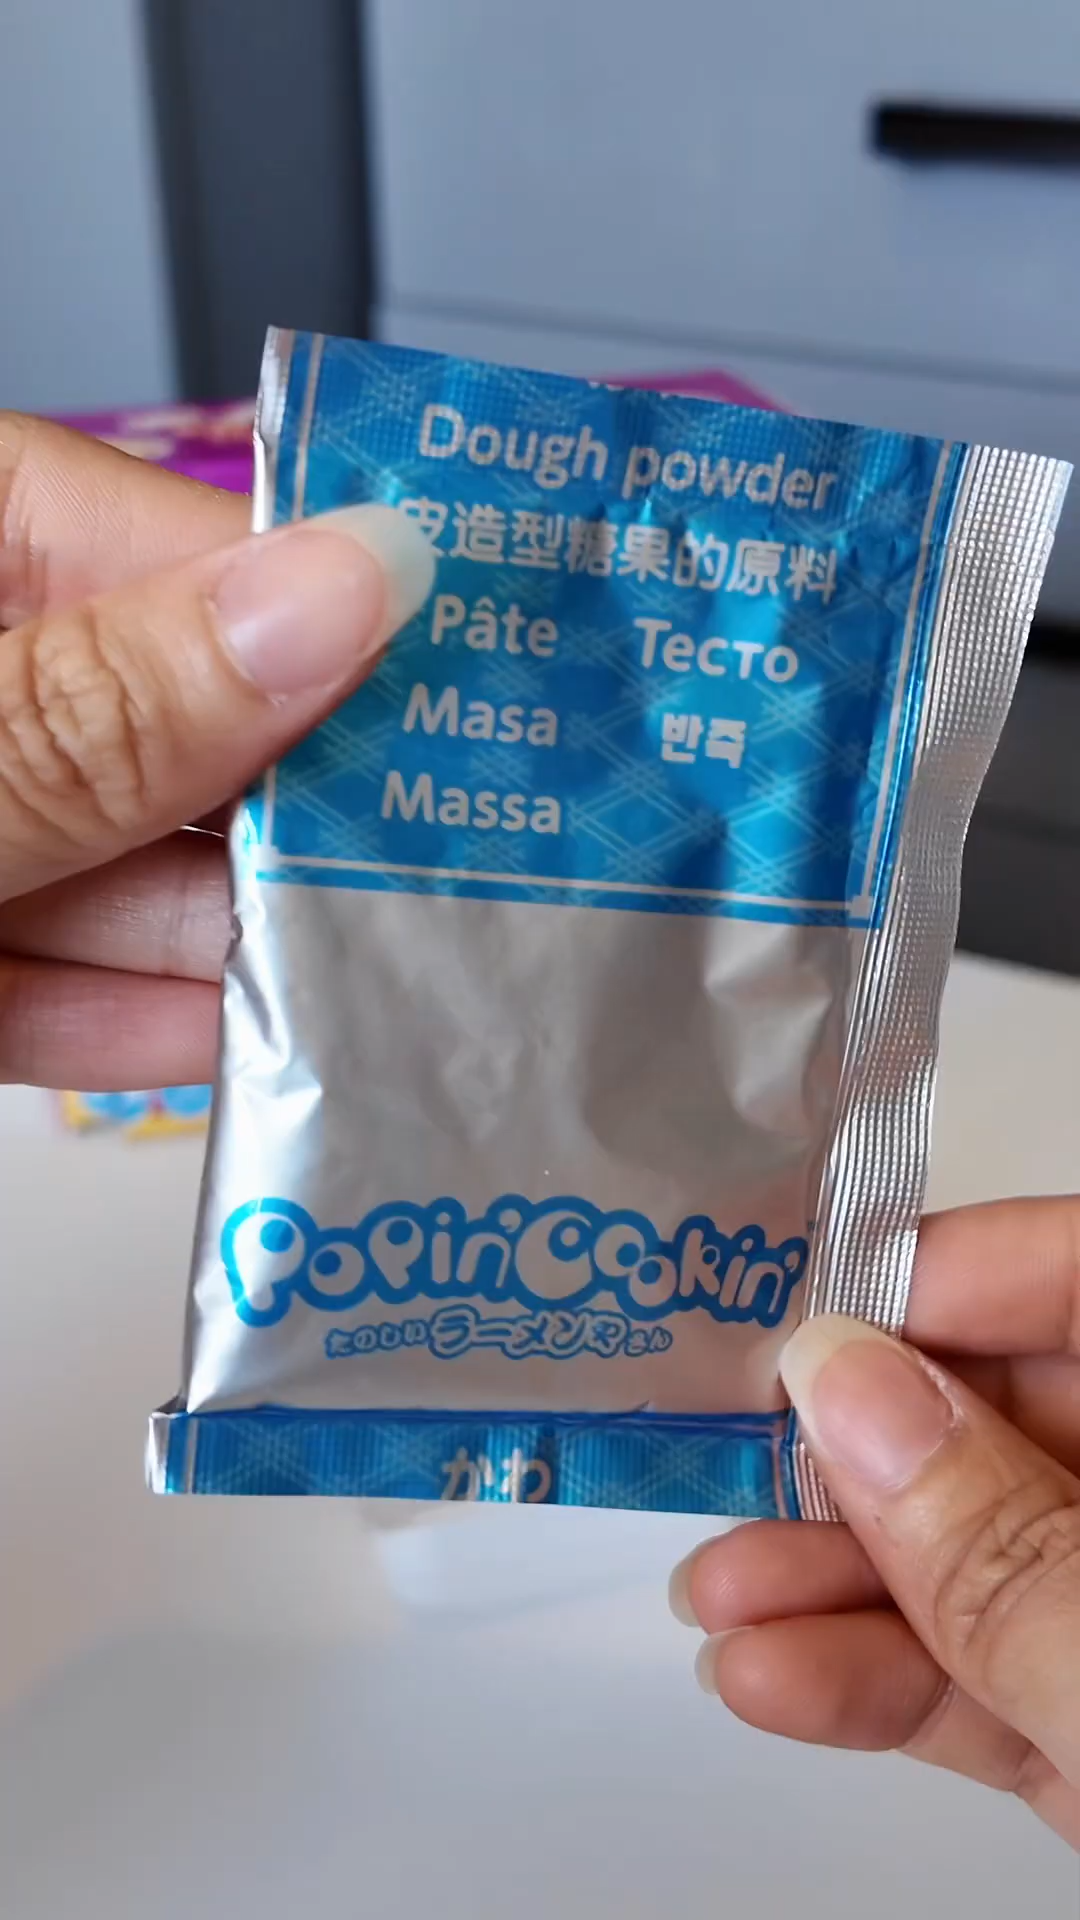 Dough powder
皮造型糖果的原料
Pâte Тесто
Masa 반죽
Massa
Popin'Cookin'
たのしいラーメンやさん
かわ